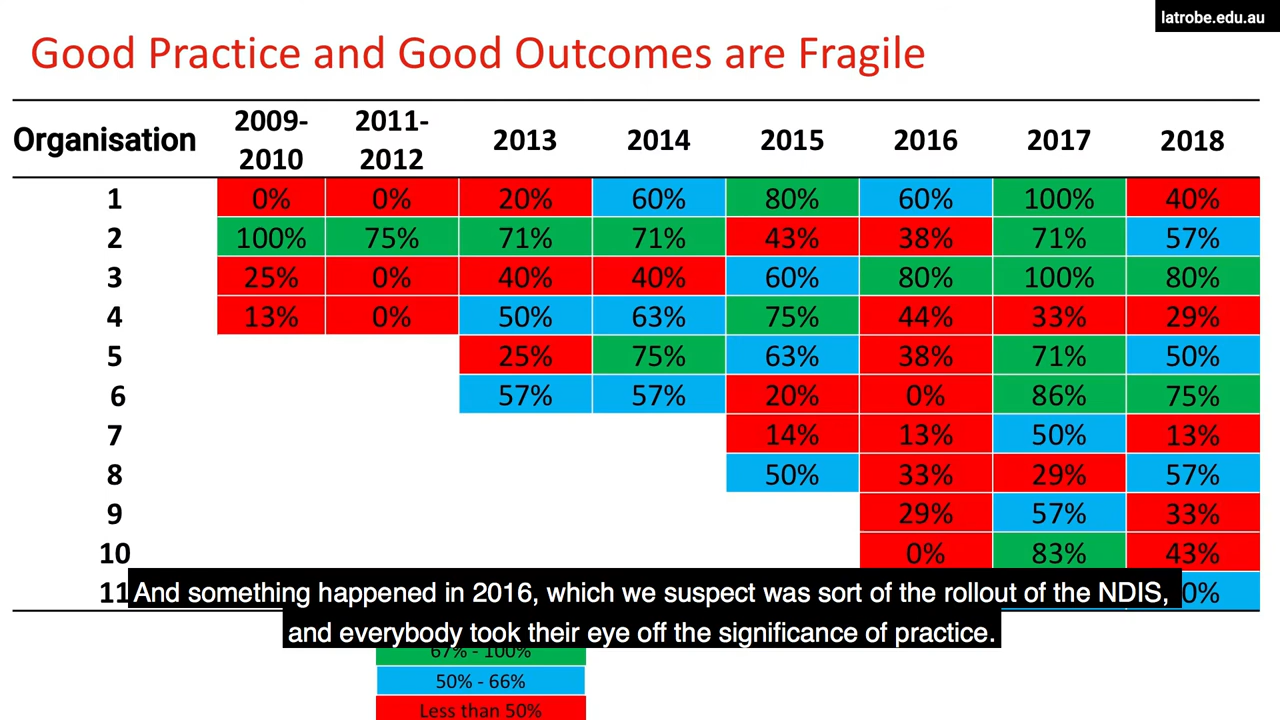 latrobe.edu.au
Good Practice and Good Outcomes are Fragile
Organisation 2009-2010 2011-2012 2013 2014 2015 2016 2017 2018
1 0% 0% 20% 60% 80% 60% 100% 40%
2 100% 75% 71% 71% 43% 38% 71% 57%
3 25% 0% 40% 40% 60% 80% 100% 80%
4 13% 0% 50% 63% 75% 44% 33% 29%
5 25% 75% 63% 38% 71% 50%
6 57% 57% 20% 0% 86% 75%
7 14% 13% 50% 13%
8 50% 33% 29% 57%
9 29% 57% 33%
10 0% 83% 43%
11
And something happened in 2016, which we suspect was sort of the rollout of the NDIS,
and everybody took their eye off the significance of practice.
67% - 100%
50% - 66%
Less than 50%